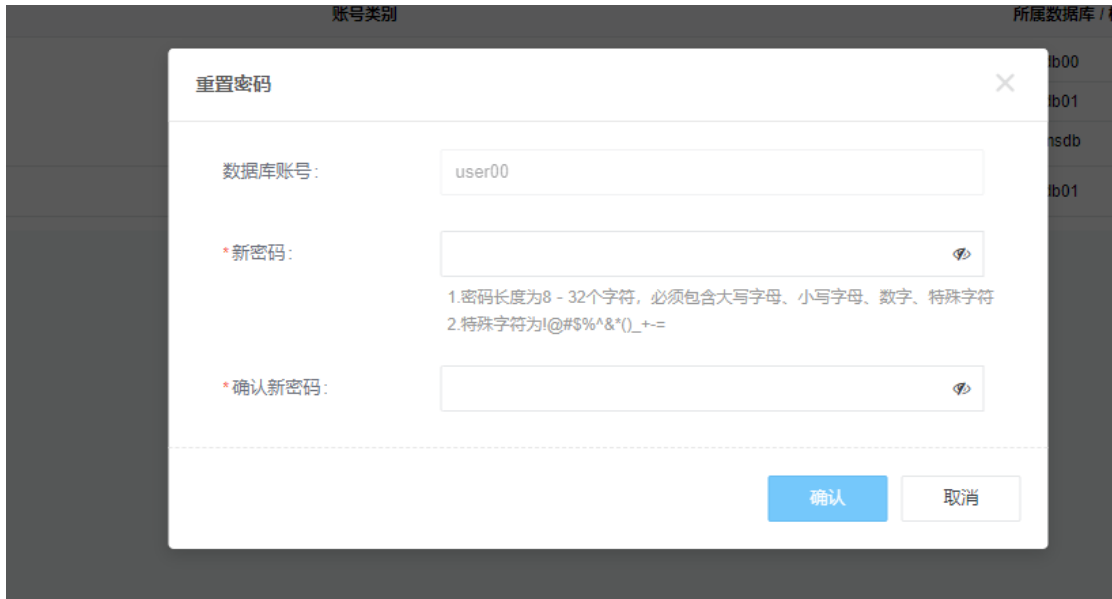 账号类别
所属数据库 /
重置密码
db00
db01
msdb
db01
数据库账号:
user00
*新密码:
1.密码长度为8 - 32个字符，必须包含大写字母、小写字母、数字、特殊字符
2.特殊字符为!@#$%^&*()_+-=
*确认新密码:
确认
取消